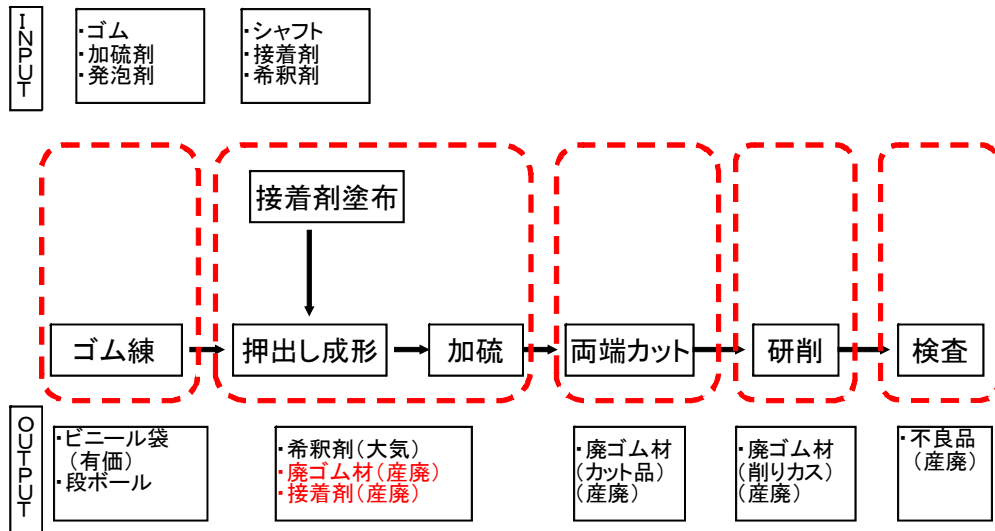 INPUT
・ゴム
・加硫剤
・発泡剤
・シャフト
・接着剤
・希釈剤
接着剤塗布
ゴム練
押出し成形
加硫
両端カット
研削
検査
OUTPUT
・ビニール袋
（有価）
・段ボール
・希釈剤（大気）
・廃ゴム材（産廃）
・接着剤（産廃）
・廃ゴム材
（カット品）
（産廃）
・廃ゴム材
（削りカス）
（産廃）
・不良品
（産廃）